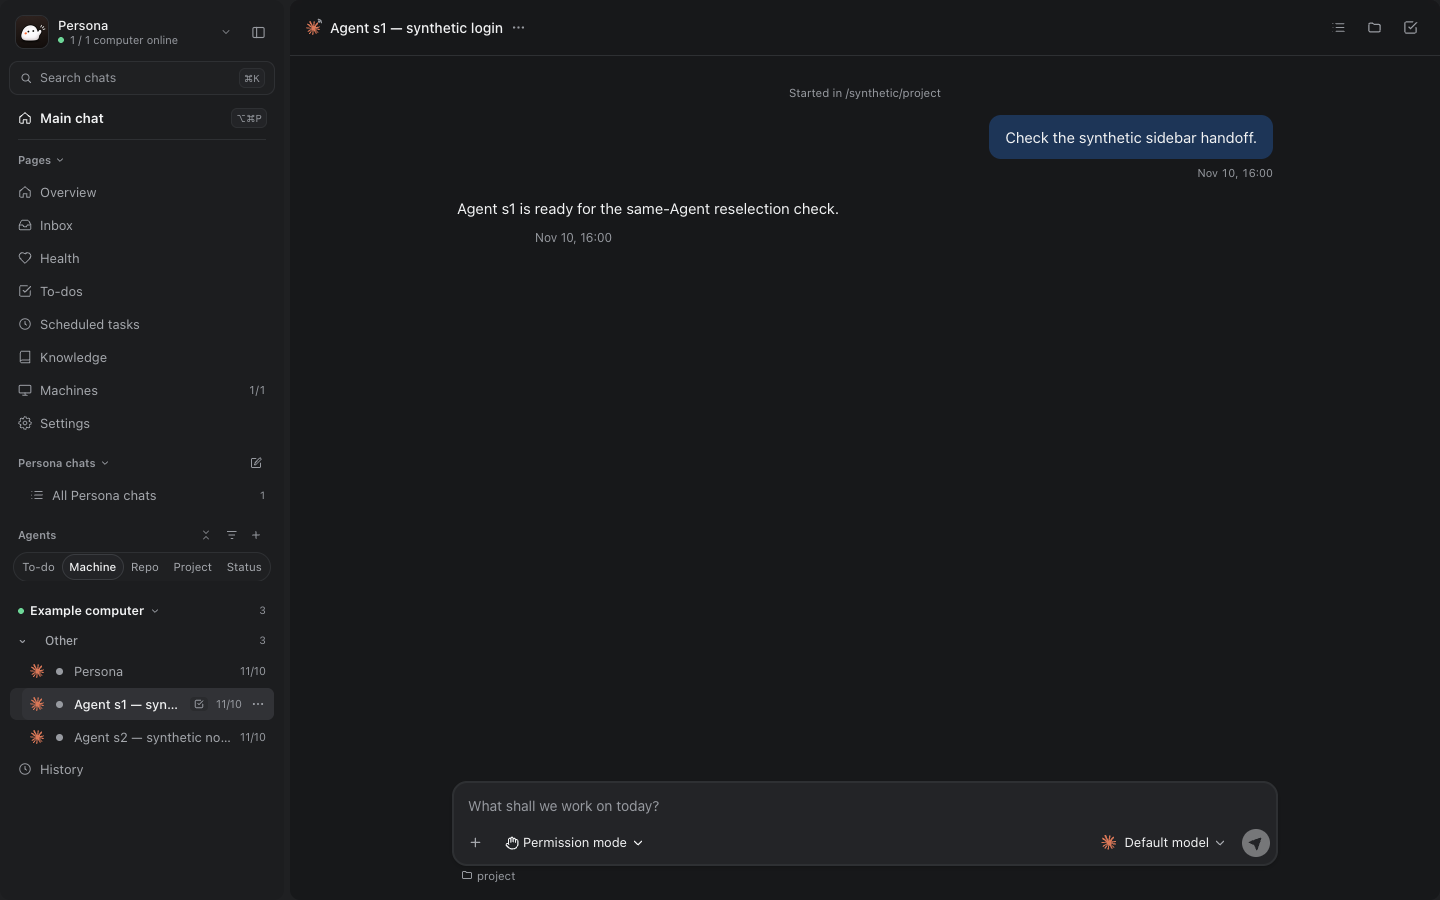 Persona
1 / 1 computer online
Search chats ⌘K
Main chat ⌥⌘P
Pages
Overview
Inbox
Health
To-dos
Scheduled tasks
Knowledge
Machines 1/1
Settings
Persona chats
All Persona chats 1
Agents
To-do Machine Repo Project Status
Example computer 3
Other 3
Persona 11/10
Agent s1 — syn... 11/10
Agent s2 — synthetic no... 11/10
History
Agent s1 — synthetic login
Started in /synthetic/project
Check the synthetic sidebar handoff.
Nov 10, 16:00
Agent s1 is ready for the same-Agent reselection check.
Nov 10, 16:00
What shall we work on today?
Permission mode
Default model
project